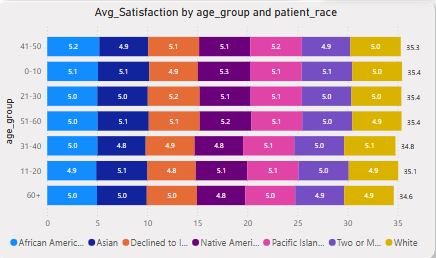 Avg_Satisfaction by age_group and patient_race
age_group
41-50 5.2 4.9 5.1 5.1 5.2 4.9 5.0 35.3
0-10 5.1 5.1 4.9 5.3 5.1 5.1 5.0 35.4
21-30 5.0 5.0 5.2 5.1 5.1 5.0 5.0 35.4
51-60 5.0 5.1 5.1 5.2 5.1 5.0 4.9 35.4
31-40 5.0 4.8 4.9 4.8 5.1 5.0 5.1 34.8
11-20 4.9 5.1 4.8 5.1 5.1 5.0 4.9 35.1
60+ 5.0 5.0 5.0 4.8 5.0 4.9 4.9 34.6
0 5 10 15 20 25 30 35
African Americ... Asian Declined to I... Native Ameri... Pacific Islan... Two or M... White